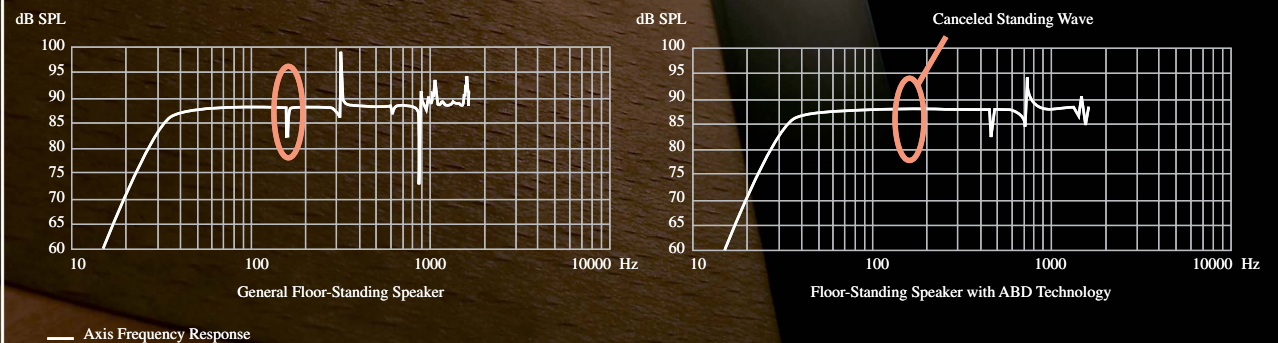 dB SPL
100
95
90
85
80
75
70
65
60
10 100 1000 10000 Hz
General Floor-Standing Speaker
Axis Frequency Response
Canceled Standing Wave
dB SPL
100
95
90
85
80
75
70
65
60
10 100 1000 10000 Hz
Floor-Standing Speaker with ABD Technology